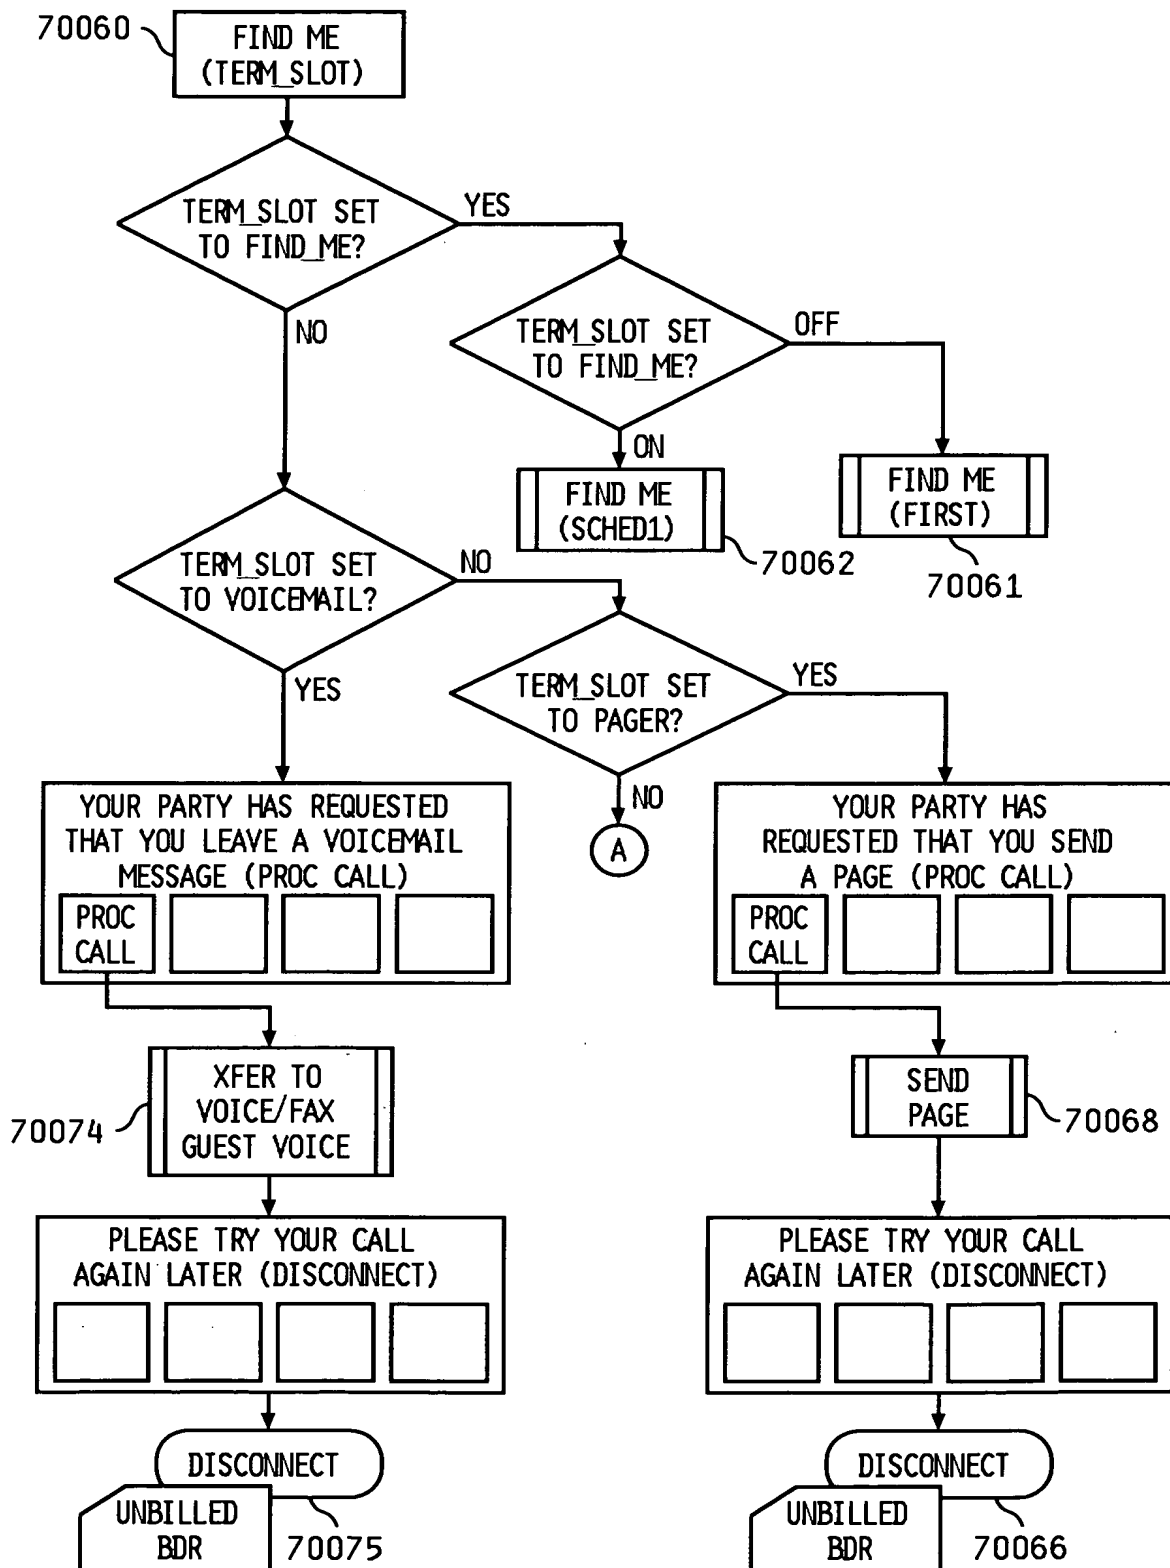 70060
FIND ME
(TERM_SLOT)
TERM_SLOT SET
TO FIND_ME?
YES
NO
TERM_SLOT SET
TO FIND_ME?
OFF
ON
FIND ME
(SCHED1)
70062
FIND ME
(FIRST)
70061
TERM_SLOT SET
TO VOICEMAIL?
NO
YES
TERM_SLOT SET
TO PAGER?
YES
NO
A
YOUR PARTY HAS REQUESTED
THAT YOU LEAVE A VOICEMAIL
MESSAGE (PROC CALL)
PROC
CALL
YOUR PARTY HAS
REQUESTED THAT YOU SEND
A PAGE (PROC CALL)
PROC
CALL
XFER TO
VOICE/FAX
GUEST VOICE
70074
SEND
PAGE
70068
PLEASE TRY YOUR CALL
AGAIN LATER (DISCONNECT)
PLEASE TRY YOUR CALL
AGAIN LATER (DISCONNECT)
DISCONNECT
UNBILLED
BDR
70075
DISCONNECT
UNBILLED
BDR
70066